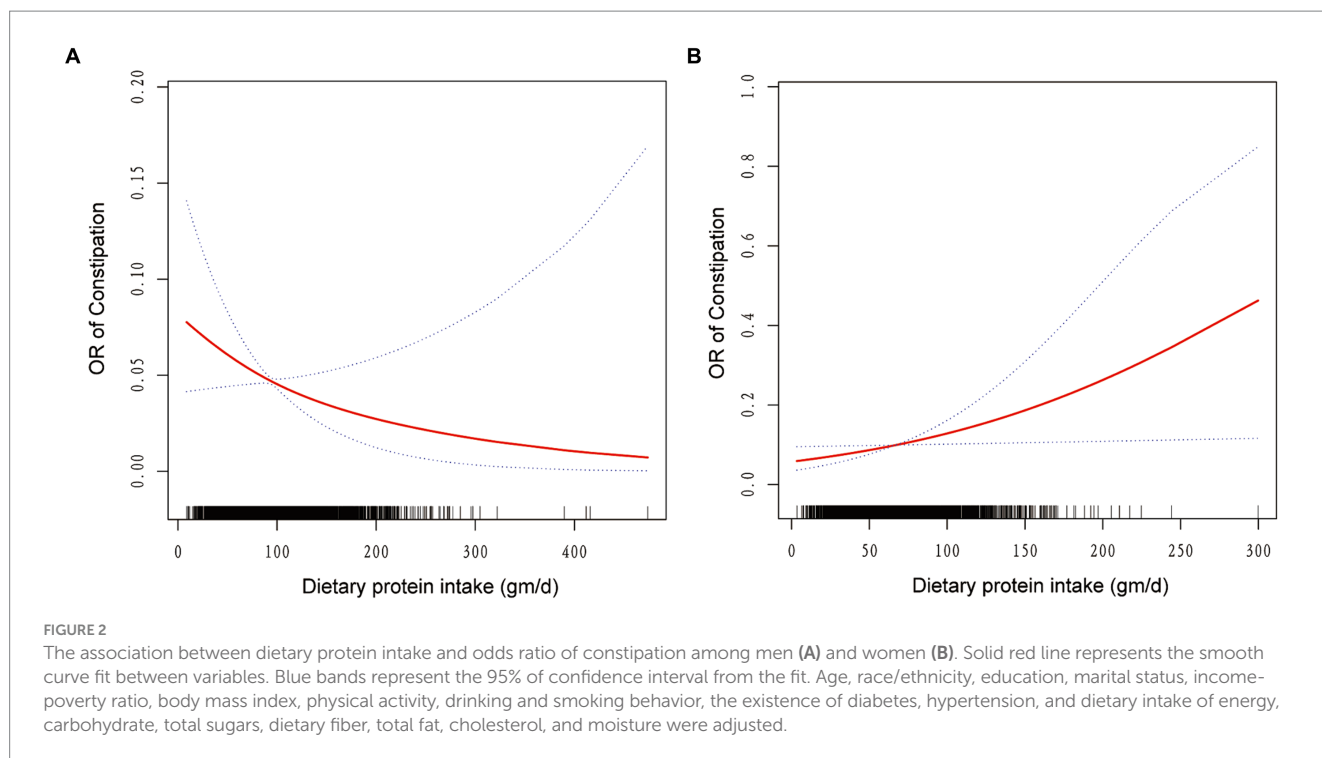 A
B
0.20
0.15
0.10
0.05
0.00
OR of Constipation
0 100 200 300 400
Dietary protein intake (gm/d)
1.0
0.8
0.6
0.4
0.2
0.0
OR of Constipation
0 50 100 150 200 250 300
Dietary protein intake (gm/d)
FIGURE 2
The association between dietary protein intake and odds ratio of constipation among men (A) and women (B). Solid red line represents the smooth
curve fit between variables. Blue bands represent the 95% of confidence interval from the fit. Age, race/ethnicity, education, marital status, income-
poverty ratio, body mass index, physical activity, drinking and smoking behavior, the existence of diabetes, hypertension, and dietary intake of energy,
carbohydrate, total sugars, dietary fiber, total fat, cholesterol, and moisture were adjusted.